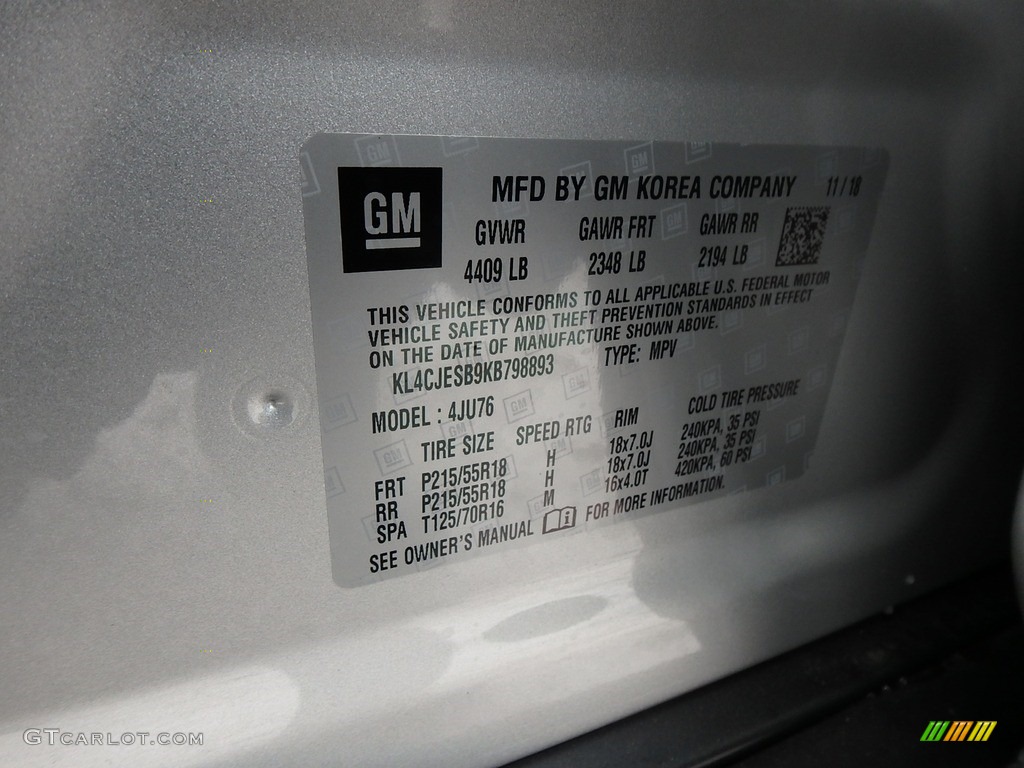 GM
MFD BY GM KOREA COMPANY 11/18
GVWR GAWR FRT GAWR RR
4409 LB 2348 LB 2194 LB
THIS VEHICLE CONFORMS TO ALL APPLICABLE U.S. FEDERAL MOTOR
VEHICLE SAFETY AND THEFT PREVENTION STANDARDS IN EFFECT
ON THE DATE OF MANUFACTURE SHOWN ABOVE.
KL4CJESB9KB798893 TYPE: MPV
MODEL : 4JU76
TIRE SIZE SPEED RTG RIM COLD TIRE PRESSURE
FRT P215/55R18 H 18x7.0J 240KPA, 35 PSI
RR P215/55R18 H 18x7.0J 240KPA, 35 PSI
SPA T125/70R16 M 16x4.0T 420KPA, 60 PSI
SEE OWNER'S MANUAL FOR MORE INFORMATION.
GTCARLOT.COM